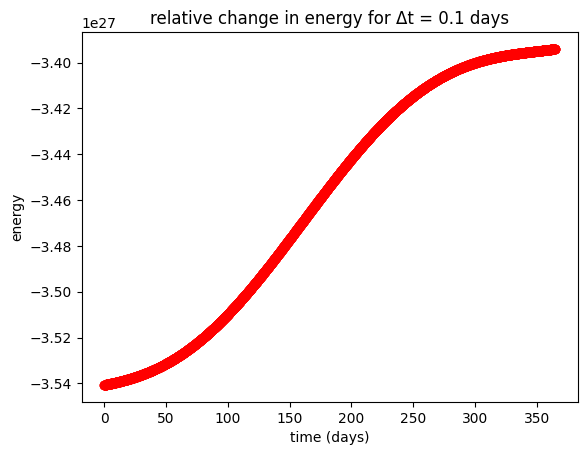 relative change in energy for Δt = 0.1 days
1e27
−3.40
−3.42
−3.44
−3.46
−3.48
−3.50
−3.52
−3.54
energy
0 50 100 150 200 250 300 350
time (days)